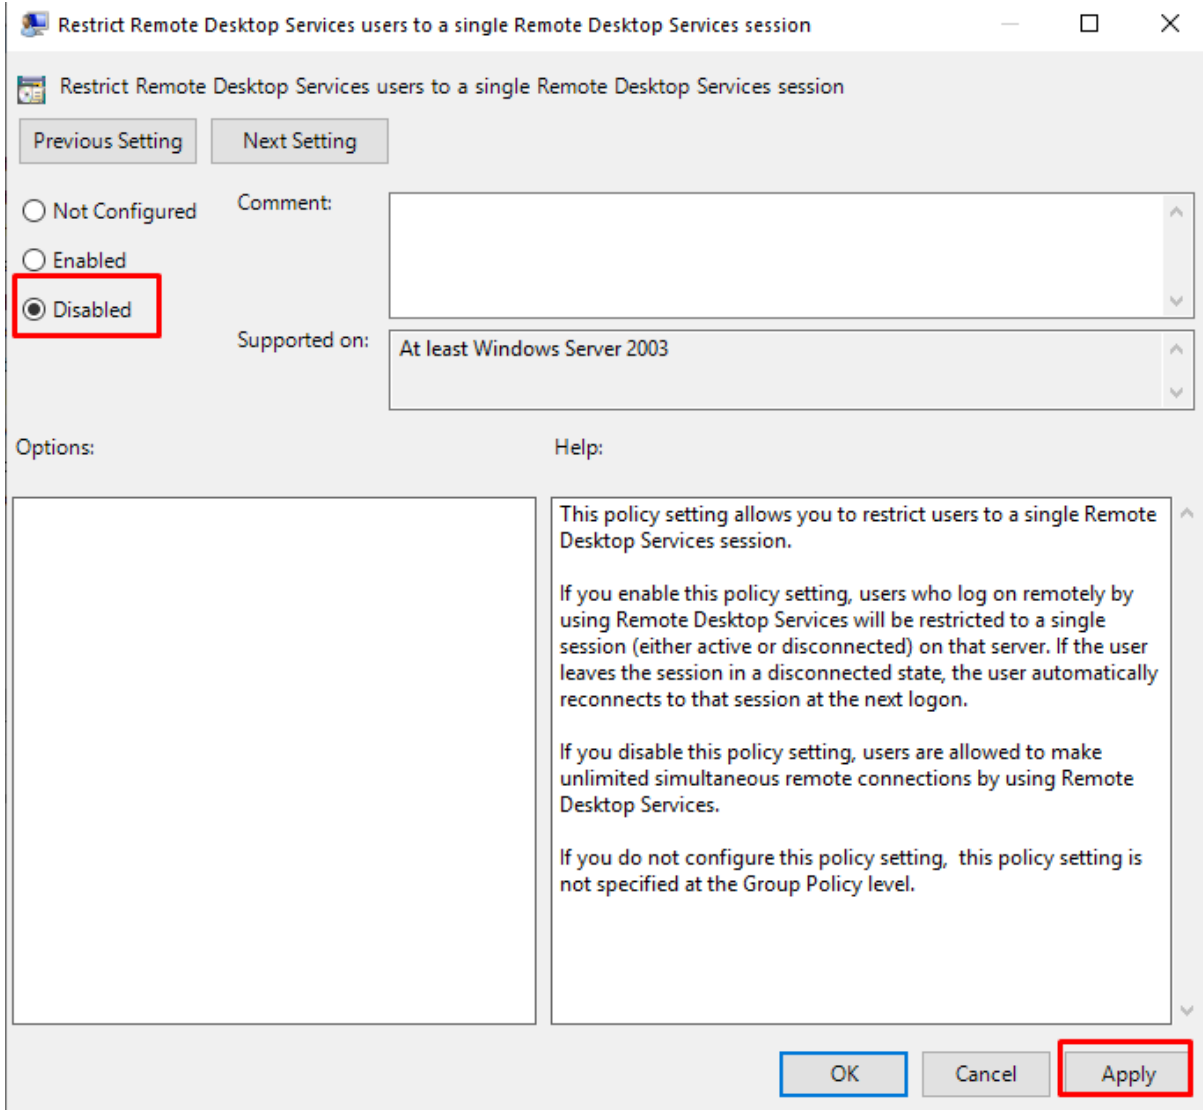 Restrict Remote Desktop Services users to a single Remote Desktop Services session
Restrict Remote Desktop Services users to a single Remote Desktop Services session
Previous Setting
Next Setting
Not Configured
Comment:
Enabled
Disabled
Supported on:
At least Windows Server 2003
Options:
Help:
This policy setting allows you to restrict users to a single Remote
Desktop Services session.
If you enable this policy setting, users who log on remotely by
using Remote Desktop Services will be restricted to a single
session (either active or disconnected) on that server. If the user
leaves the session in a disconnected state, the user automatically
reconnects to that session at the next logon.
If you disable this policy setting, users are allowed to make
unlimited simultaneous remote connections by using Remote
Desktop Services.
If you do not configure this policy setting,  this policy setting is
not specified at the Group Policy level.
OK
Cancel
Apply